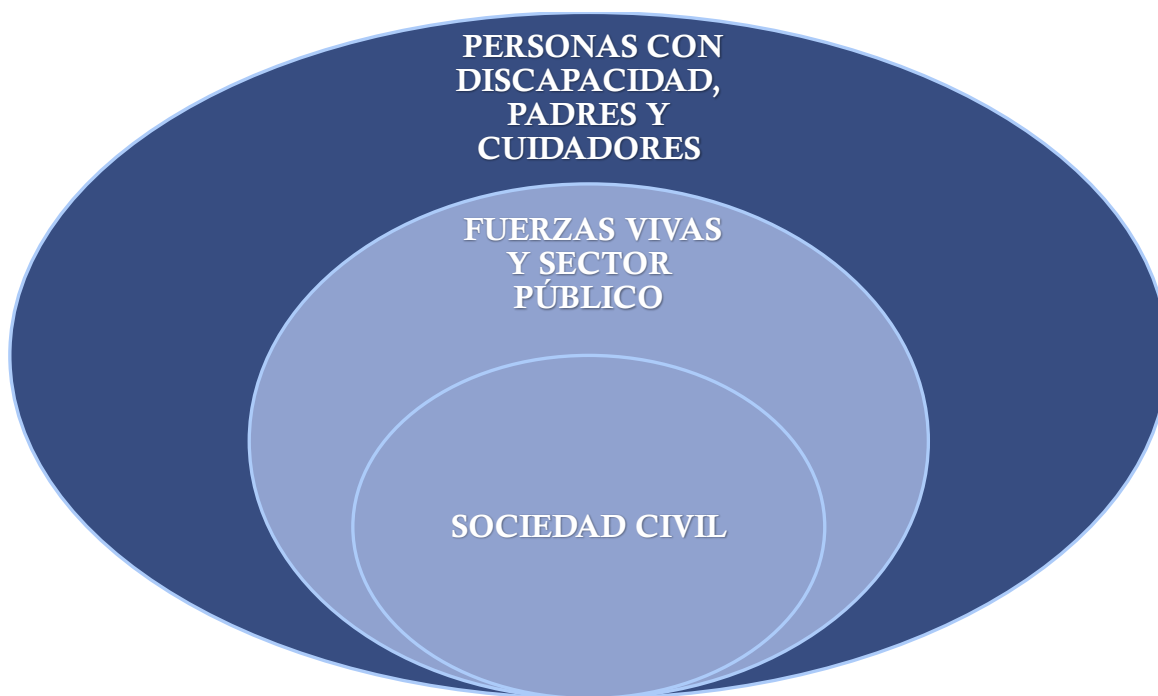 PERSONAS CON
DISCAPACIDAD,
PADRES Y
CUIDADORES
FUERZAS VIVAS
Y SECTOR
PÚBLICO
SOCIEDAD CIVIL